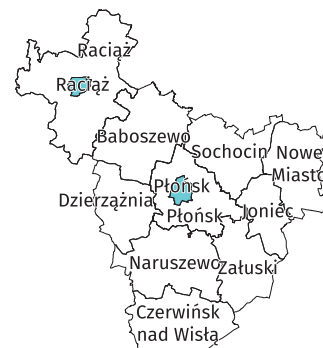 Raciąż
Raciąż
Baboszewo
Sochocin
Nowe
Miasto
Dzierzążnia
Płońsk
Płońsk
Joniec
Naruszewo
Załuski
Czerwińsk
nad Wisłą